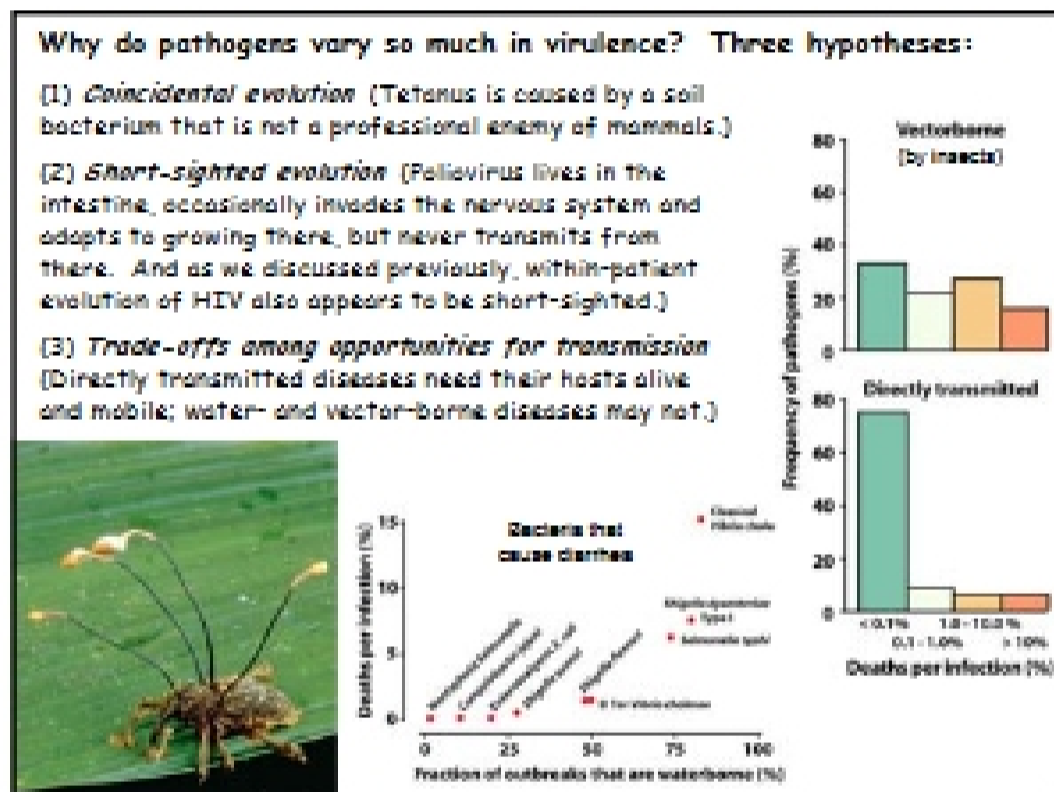 Why do pathogens vary so much in virulence? Three hypotheses:
(1) Coincidental evolution (Tetanus is caused by a soil
bacterium that is not a professional enemy of mammals.)
(2) Short-sighted evolution (Poliovirus lives in the
intestine, occasionally invades the nervous system and
adapts to growing there, but never transmits from
there. And as we discussed previously, within-patient
evolution of HIV also appears to be short-sighted.)
(3) Trade-offs among opportunities for transmission
(Directly transmitted diseases need their hosts alive
and mobile; water- and vector-borne diseases may not.)
Vectorborne
(by insects)
80
60
40
20
0
Frequency of pathogens (%)
Directly transmitted
80
60
40
20
0
< 0.1%
1.0 - 10.0 %
0.1 - 1.0%
> 10%
Deaths per infection (%)
Bacteria that
cause diarrhea
15
10
5
0
Deaths per infection (%)
Classical
Type I
Salmonella typhi
El Tor Vibrio cholerae
0
25
50
75
100
Fraction of outbreaks that are waterborne (%)